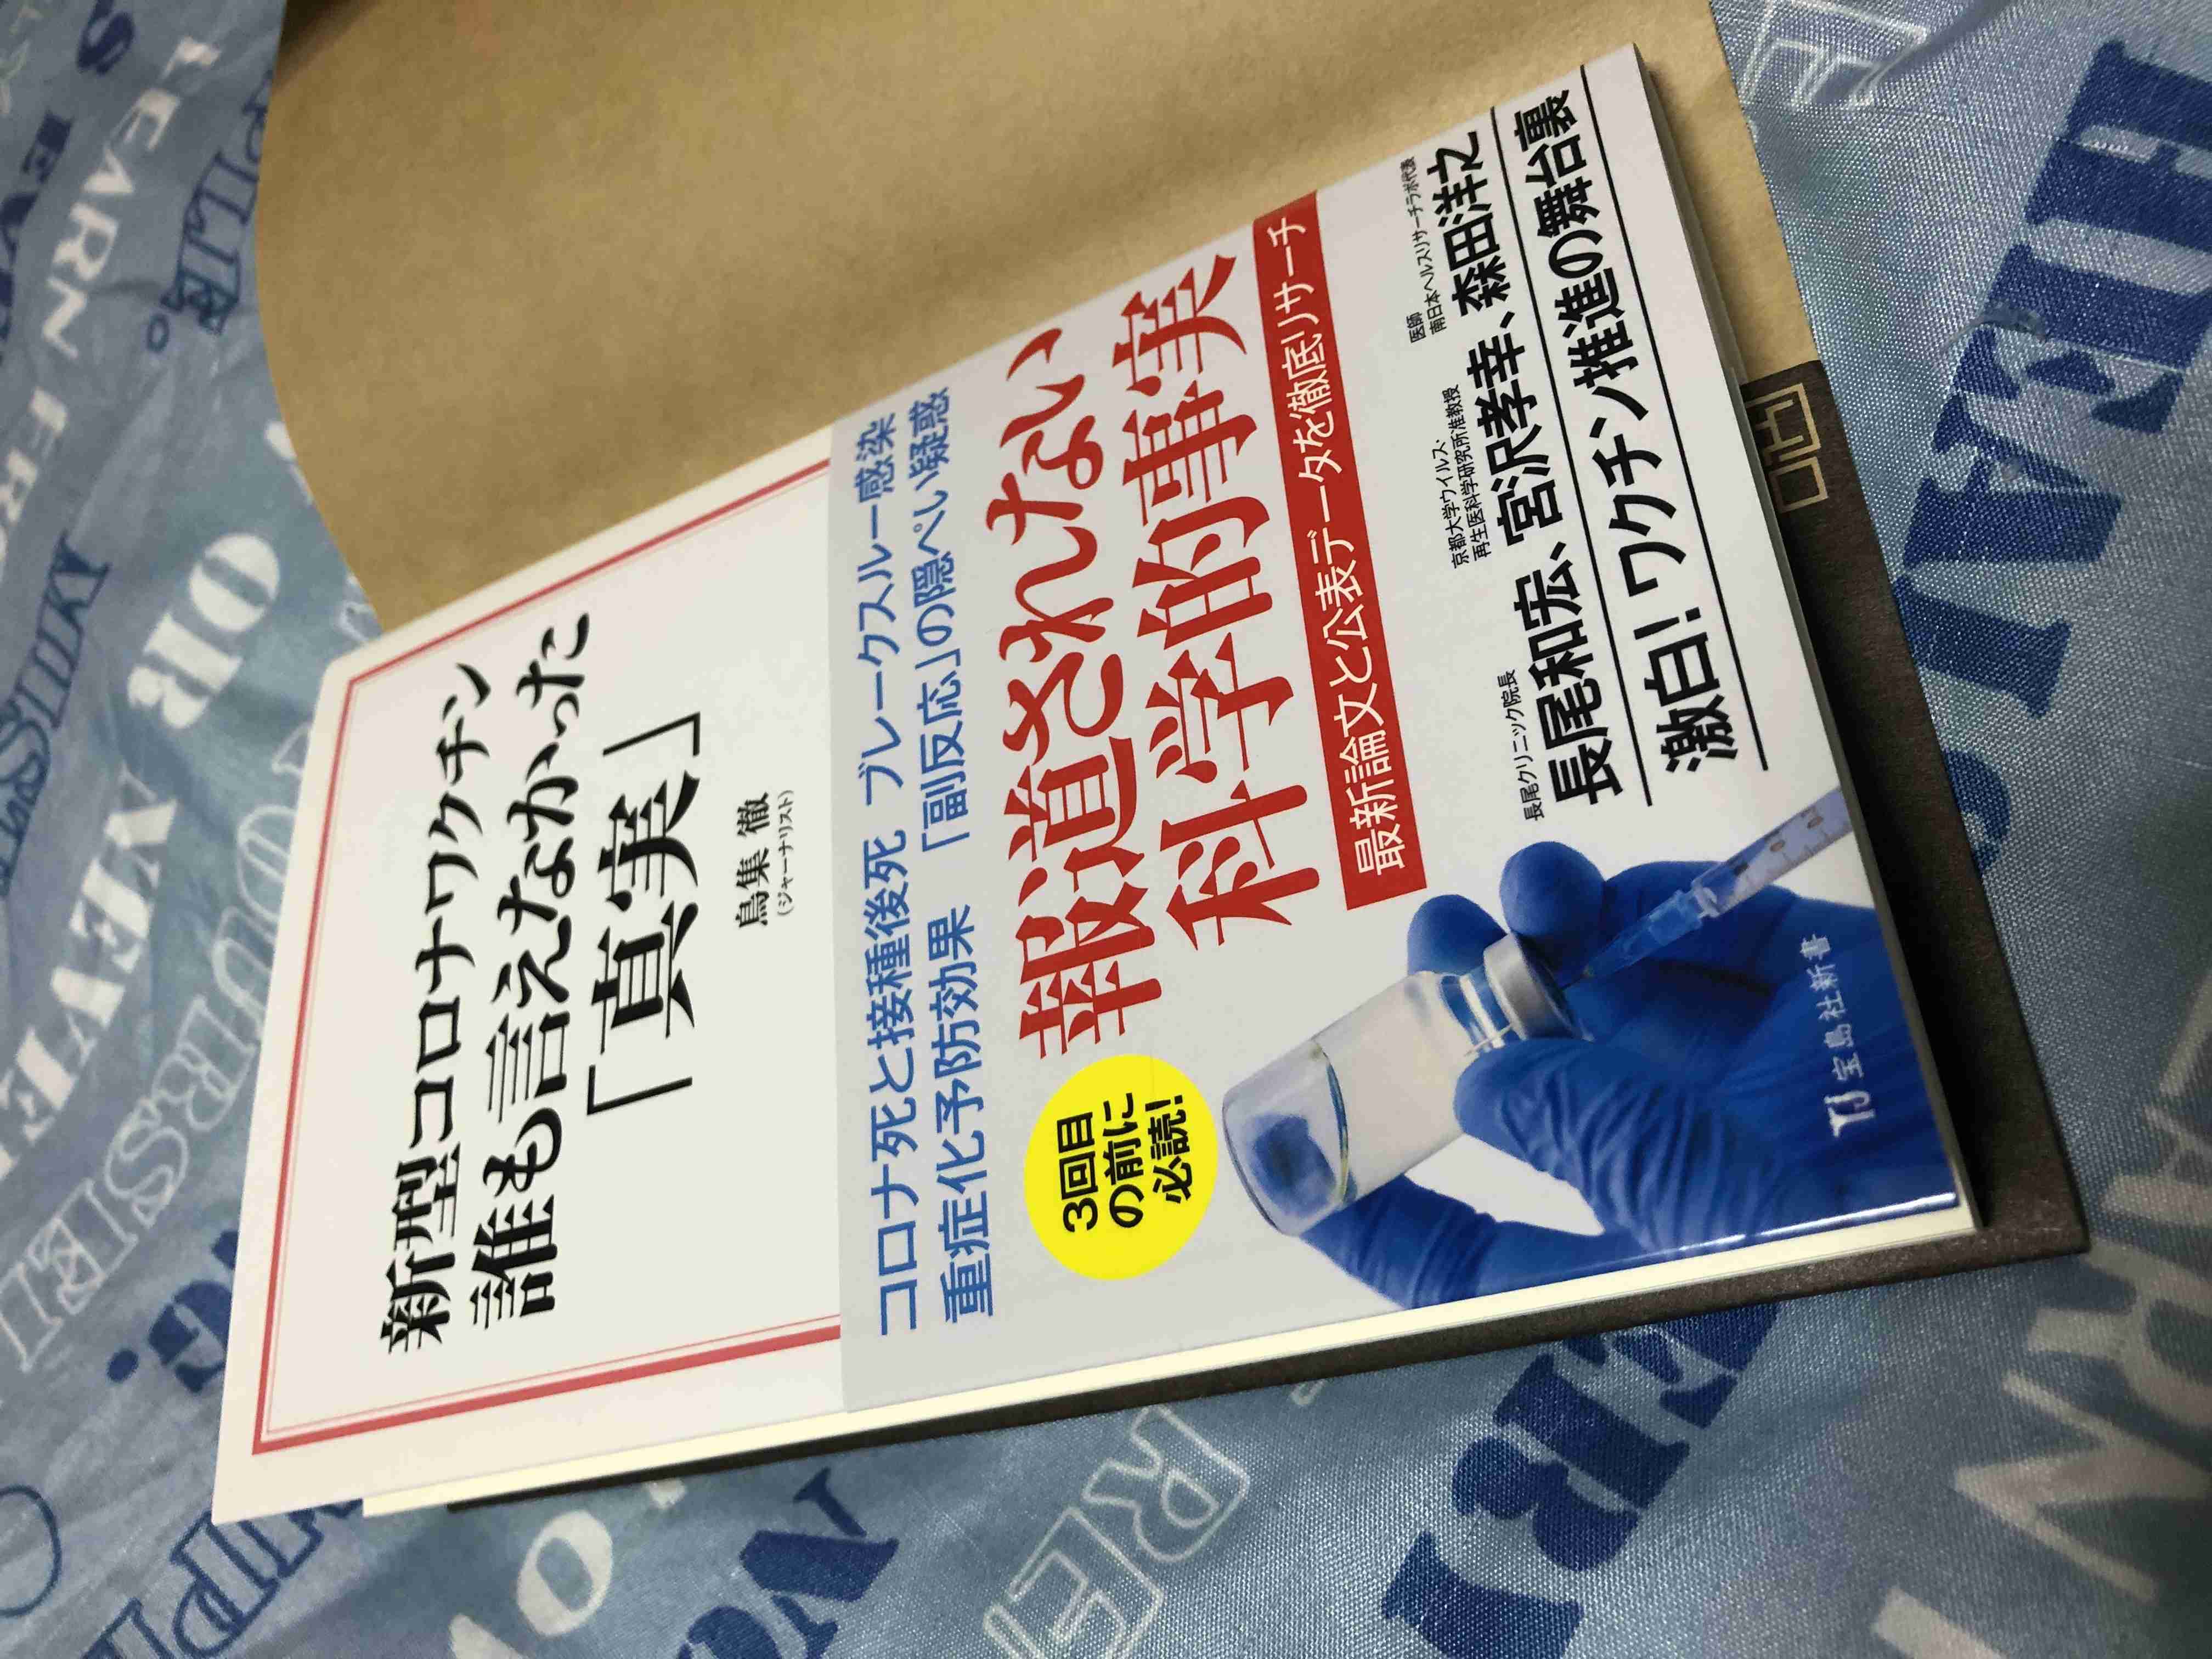 新型コロナワクチン
誰も言えなかった
「真実」
鳥集 徹
(ジャーナリスト)
コロナ死と接種後死 ブレークスルー感染
重症化予防効果 「副反応」の隠ぺい疑惑
報道されない
科学的事実
3回目
の前に
必読!
最新論文と公表データを徹底リサーチ
長尾クリニック院長
長尾和宏、
京都大学ウイルス・
再生医科学研究所准教授
宮沢孝幸、
医師
南日本ヘルスリサーチラボ代表
森田洋之
激白! ワクチン推進の舞台裏
TJ 宝島社新書
LEARN FR
OR
NEVE
NEVER